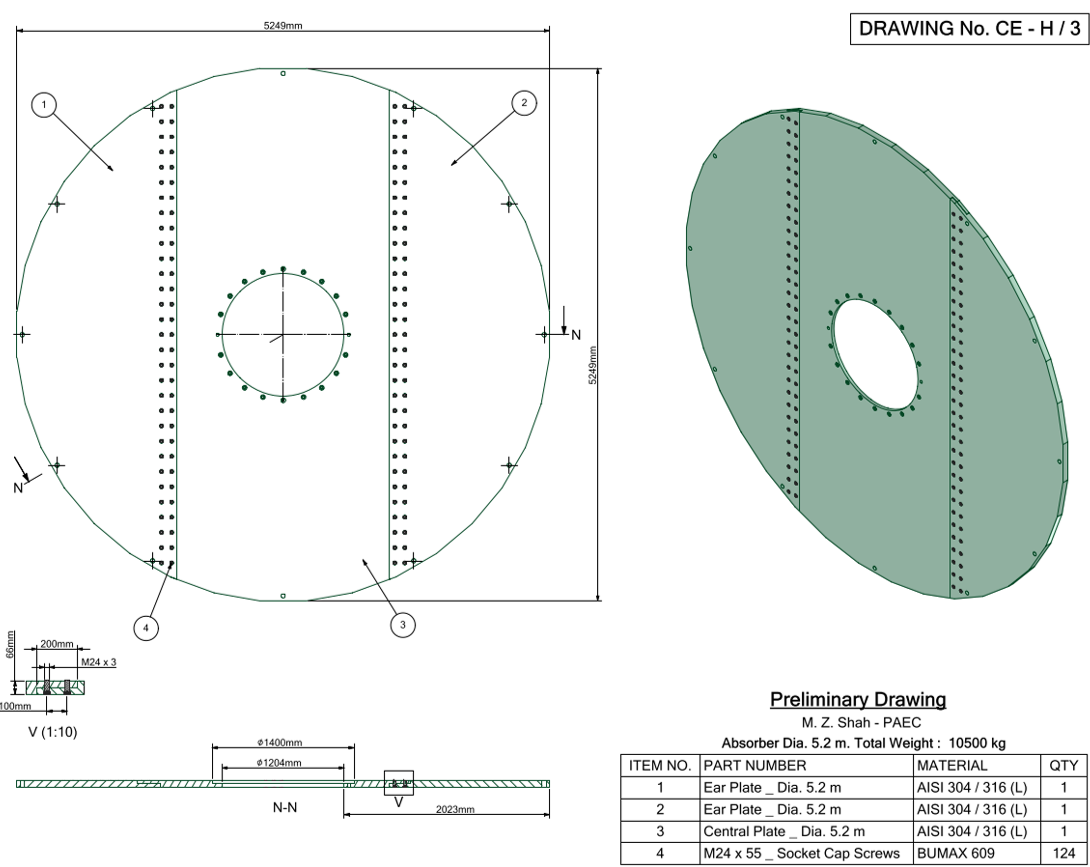 5249mm
DRAWING No. CE - H / 3
1
2
N
5249mm
N
4
3
66mm
200mm
M24 x 3
100mm
V (1:10)
⌀1400mm
⌀1204mm
N-N
V
2023mm
Preliminary Drawing
M. Z. Shah - PAEC
Absorber Dia. 5.2 m. Total Weight : 10500 kg
ITEM NO. PART NUMBER MATERIAL QTY
1 Ear Plate _ Dia. 5.2 m AISI 304 / 316 (L) 1
2 Ear Plate _ Dia. 5.2 m AISI 304 / 316 (L) 1
3 Central Plate _ Dia. 5.2 m AISI 304 / 316 (L) 1
4 M24 x 55 _ Socket Cap Screws BUMAX 609 124